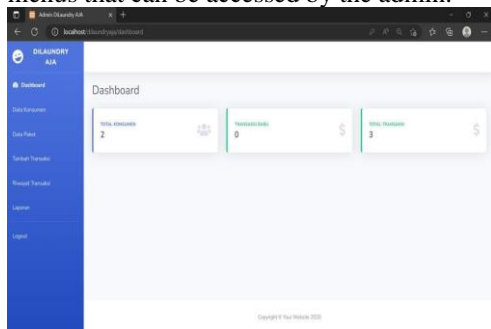 menus that can be accessed by the admin.
Admin DiLaundry AJA
localhost/dilaundryaja/dashboard
DILAUNDRY
AJA
Dashboard
Data Konsumen
Data Paket
Tambah Transaksi
Riwayat Transaksi
Laporan
Logout
Dashboard
TOTAL KONSUMEN
2
TRANSAKSI BARU
0
TOTAL TRANSAKSI
3
Copyright © Your Website 2020